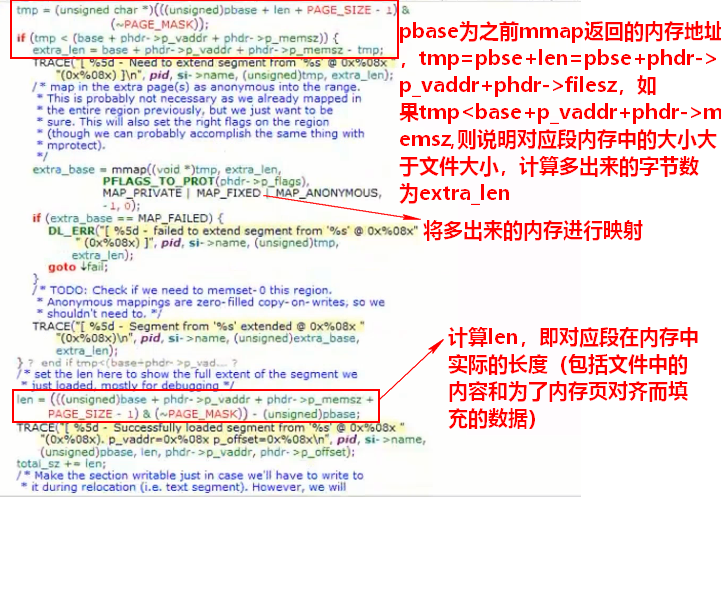 tmp = (unsigned char *)(((unsigned)pbase + len + PAGE_SIZE - 1) &
(~PAGE_MASK));
if (tmp < (base + phdr->p_vaddr + phdr->p_memsz)) {
extra_len = base + phdr->p_vaddr + phdr->p_memsz - tmp;
TRACE("[ %5d - Need to extend segment from '%s' @ 0x%08x "
"(0x%08x) ]\n", pid, si->name, (unsigned)tmp, extra_len);
/* map in the extra page(s) as anonymous into the range.
* This is probably not necessary as we already mapped in
* the entire region previously, but we just want to be
* sure. This will also set the right flags on the region
* (though we can probably accomplish the same thing with
* mprotect).
*/
extra_base = mmap((void *)tmp, extra_len,
PFLAGS_TO_PROT(phdr->p_flags),
MAP_PRIVATE | MAP_FIXED | MAP_ANONYMOUS,
-1, 0);
if (extra_base == MAP_FAILED) {
DL_ERR("[ %5d - failed to extend segment from '%s' @ 0x%08x"
" (0x%08x) ]", pid, si->name, (unsigned)tmp,
extra_len);
goto ↓fail;
}
/* TODO: Check if we need to memset-0 this region.
* Anonymous mappings are zero-filled copy-on-writes, so we
* shouldn't need to. */
TRACE("[ %5d - Segment from '%s' extended @ 0x%08x "
"(0x%08x)\n", pid, si->name, (unsigned)extra_base,
extra_len);
} ? end if tmp<(base+phdr->p_vad... ?
/* set the len here to show the full extent of the segment we
* just loaded, mostly for debugging */
len = (((unsigned)base + phdr->p_vaddr + phdr->p_memsz +
PAGE_SIZE - 1) & (~PAGE_MASK)) - (unsigned)pbase;
TRACE("[ %5d - Successfully loaded segment from '%s' @ 0x%08x "
"(0x%08x). p_vaddr=0x%08x p_offset=0x%08x\n", pid, si->name,
(unsigned)pbase, len, phdr->p_vaddr, phdr->p_offset);
total_sz += len;
/* Make the section writable just in case we'll have to write to
* it during relocation (i.e. text segment). However, we will
pbase为之前mmap返回的内存地址
，tmp=pbse+len=pbse+phdr->
p_vaddr+phdr->filesz，如
果tmp<base+p_vaddr+phdr->m
emsz,则说明对应段内存中的大小大
于文件大小，计算多出来的字节数
为extra_len
将多出来的内存进行映射
计算len，即对应段在内存中
实际的长度（包括文件中的
内容和为了内存页对齐而填
充的数据）